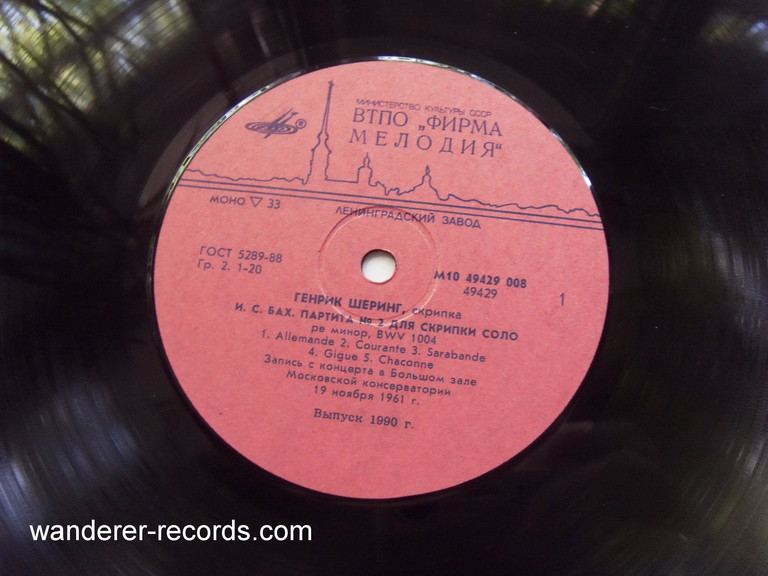 МИНИСТЕРСТВО КУЛЬТУРЫ СССР
ВТПО „ФИРМА
МЕЛОДИЯ“
®
МОНО ▽ 33
ЛЕНИНГРАДСКИЙ ЗАВОД
ГОСТ 5289-88
Гр. 2. 1-20
М10 49429 008
49429
1
ГЕНРИК ШЕРИНГ, скрипка
И. С. БАХ. ПАРТИТА № 2 ДЛЯ СКРИПКИ СОЛО
ре минор, BWV 1004
1. Allemande 2. Courante 3. Sarabande
4. Gigue 5. Chaconne
Запись с концерта в Большом зале
Московской консерватории
19 ноября 1961 г.
Выпуск 1990 г.
wanderer-records.com